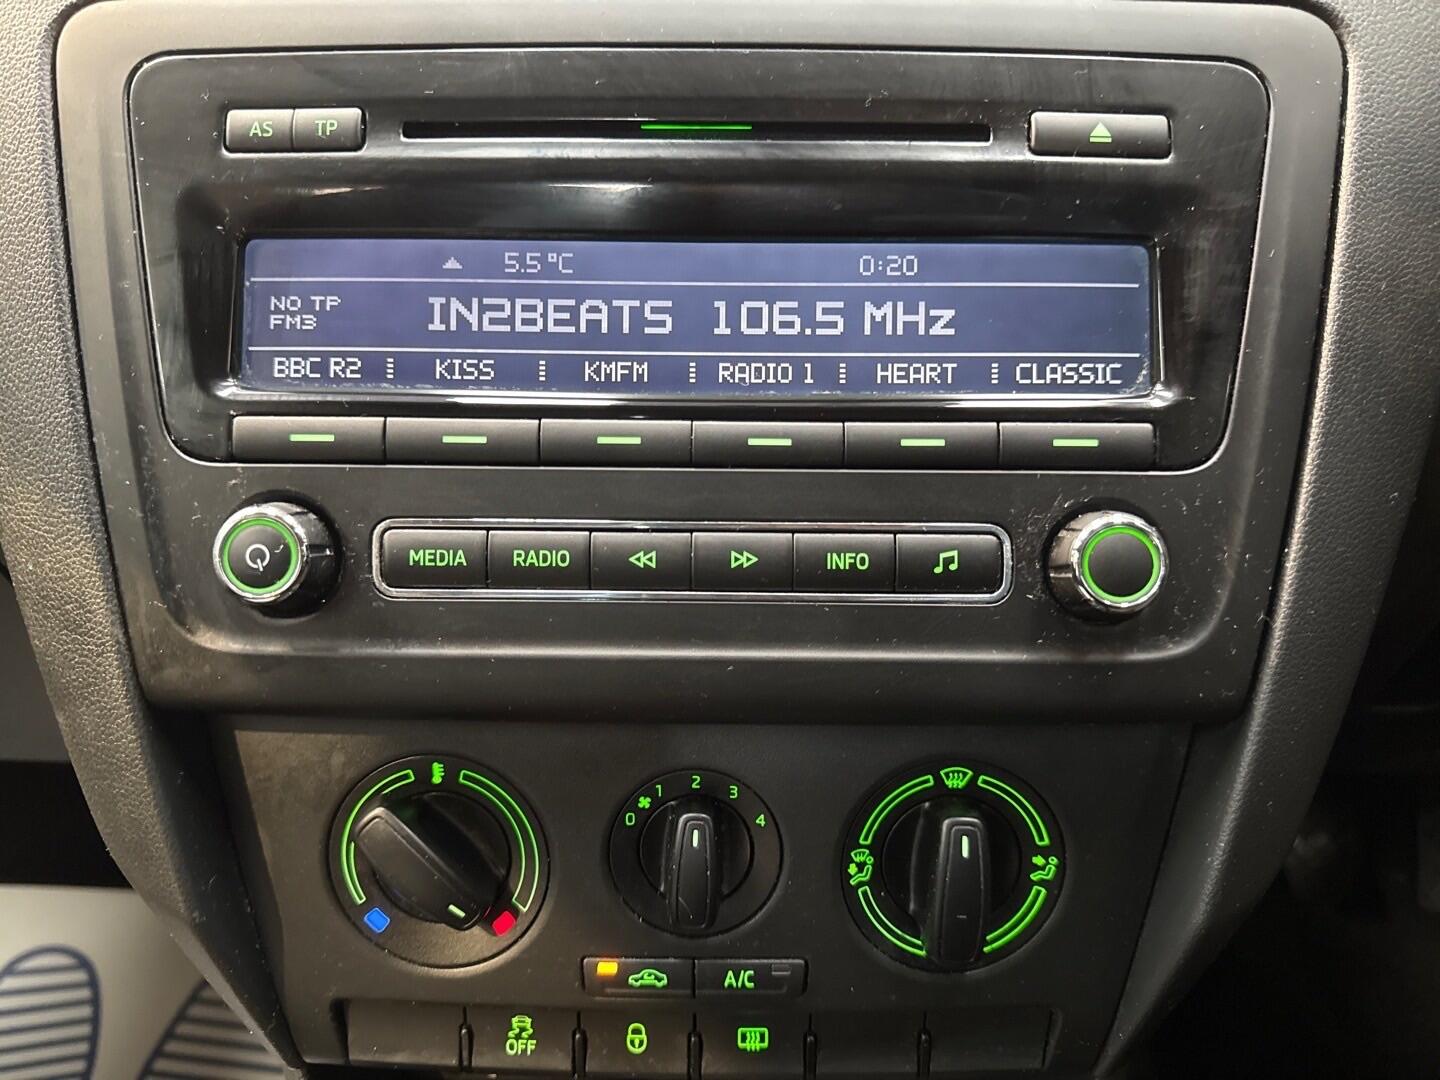 AS TP
5.5°C 0:20
NO TP
FM3
IN2BEATS 106.5 MHz
BBC R2 KISS KMFM RADIO 1 HEART CLASSIC
MEDIA RADIO INFO
0 1 2 3 4
A/C
OFF